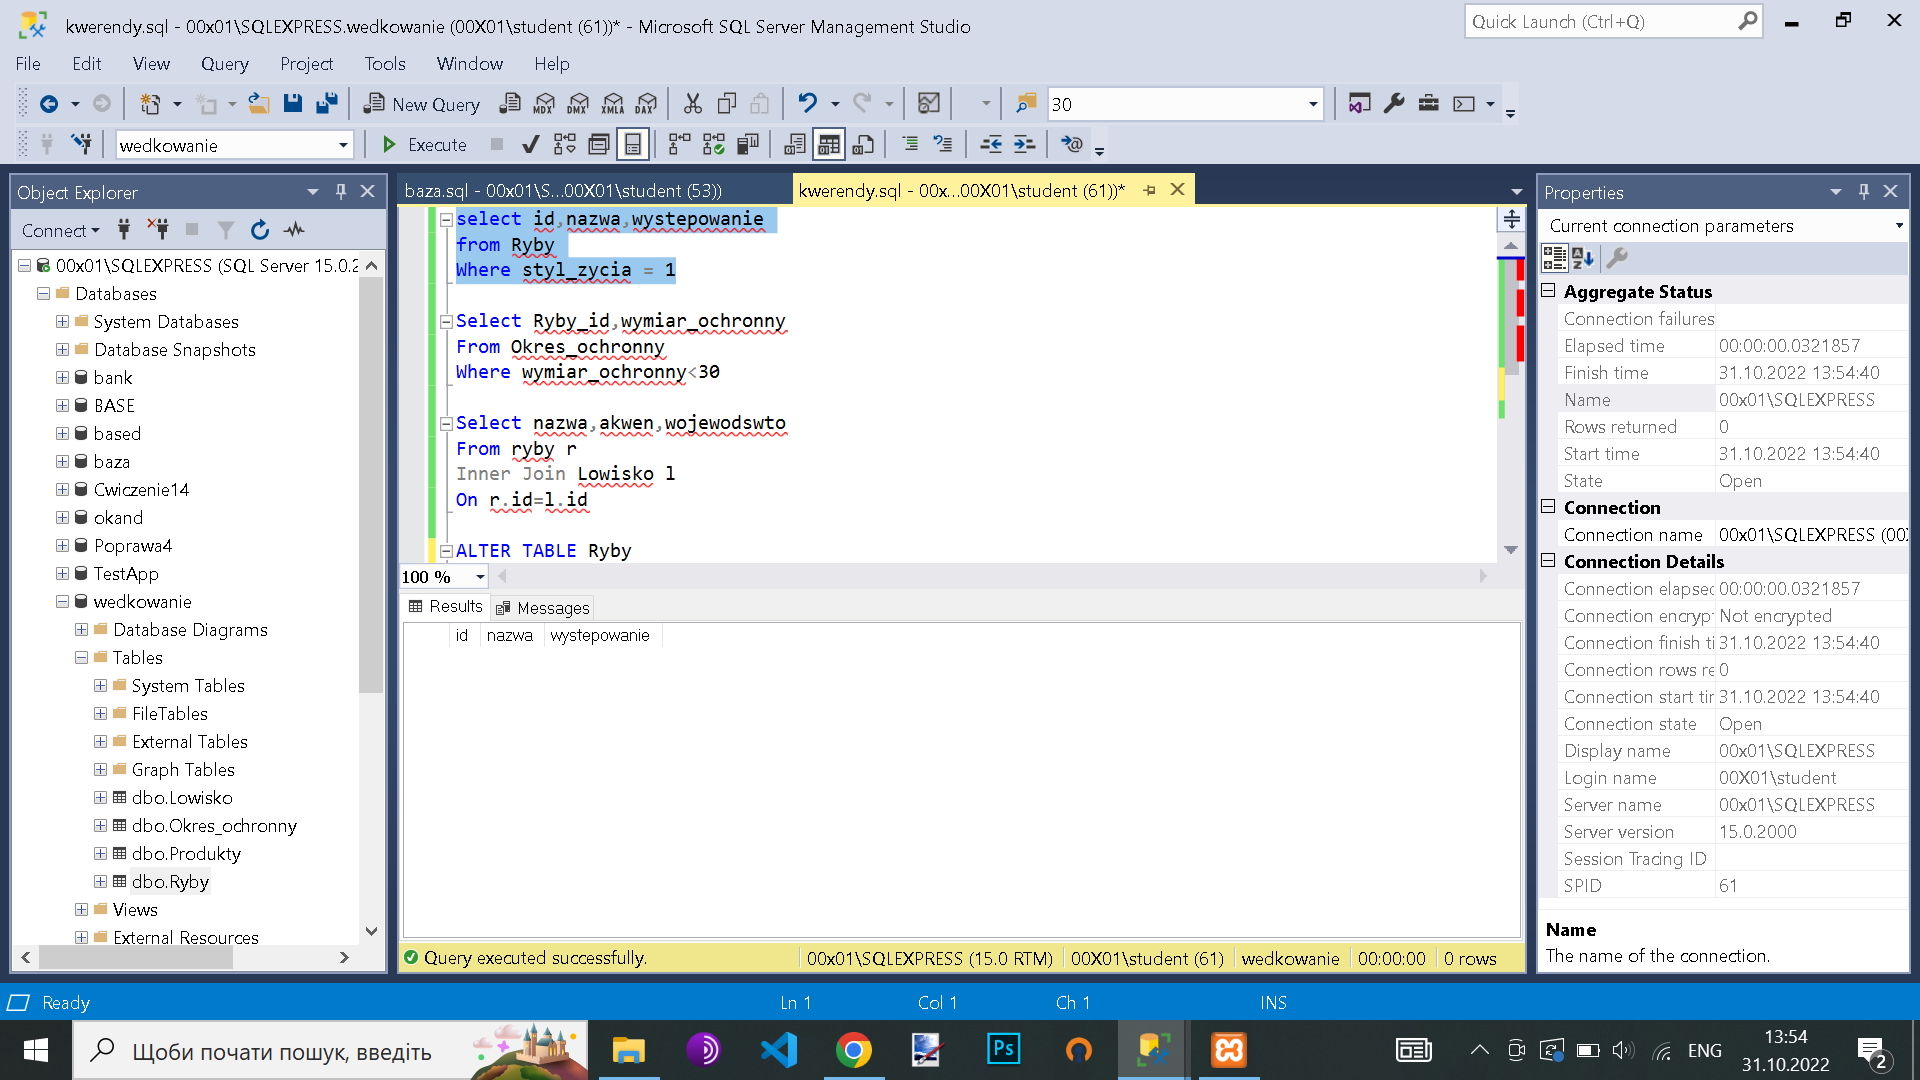 kwerendy.sql - 00x01\SQLEXPRESS.wedkowanie (00X01\student (61))* - Microsoft SQL Server Management Studio
Quick Launch (Ctrl+Q)
File Edit View Query Project Tools Window Help
New Query MDX DMX XMLA DAX 30
wedkowanie Execute
Object Explorer
Connect
00x01\SQLEXPRESS (SQL Server 15.0.2
Databases
System Databases
Database Snapshots
bank
BASE
based
baza
Cwiczenie14
okand
Poprawa4
TestApp
wedkowanie
Database Diagrams
Tables
System Tables
FileTables
External Tables
Graph Tables
dbo.Lowisko
dbo.Okres_ochronny
dbo.Produkty
dbo.Ryby
Views
External Resources
baza.sql - 00x01\S...00X01\student (53))
kwerendy.sql - 00x...00X01\student (61))*
select id,nazwa,wystepowanie
from Ryby
Where styl_zycia = 1
Select Ryby_id,wymiar_ochronny
From Okres_ochronny
Where wymiar_ochronny<30
Select nazwa,akwen,wojewodswto
From ryby r
Inner Join Lowisko l
On r.id=l.id
ALTER TABLE Ryby
100 %
Results Messages
id nazwa wystepowanie
Query executed successfully. 00x01\SQLEXPRESS (15.0 RTM) 00X01\student (61) wedkowanie 00:00:00 0 rows
Properties
Current connection parameters
Aggregate Status
Connection failures
Elapsed time 00:00:00.0321857
Finish time 31.10.2022 13:54:40
Name 00x01\SQLEXPRESS
Rows returned 0
Start time 31.10.2022 13:54:40
State Open
Connection
Connection name 00x01\SQLEXPRESS (00X
Connection Details
Connection elapsed 00:00:00.0321857
Connection encrypt Not encrypted
Connection finish ti 31.10.2022 13:54:40
Connection rows re 0
Connection start tim 31.10.2022 13:54:40
Connection state Open
Display name 00x01\SQLEXPRESS
Login name 00X01\student
Server name 00x01\SQLEXPRESS
Server version 15.0.2000
Session Tracing ID
SPID 61
Name
The name of the connection.
Ready Ln 1 Col 1 Ch 1 INS
Щоби почати пошук, введіть
Ps
ENG
13:54
31.10.2022
2